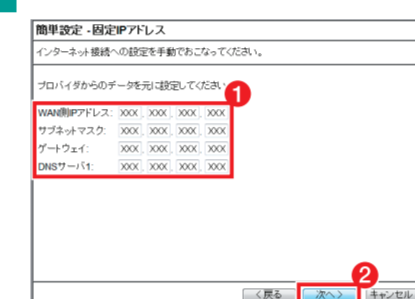 簡単設定 - 固定IPアドレス
インターネット接続への設定を手動でおこなってください。
プロバイダからのデータを元に設定してください
1
WAN側IPアドレス: XXX . XXX . XXX . XXX
サブネットマスク: XXX . XXX . XXX . XXX
ゲートウェイ: XXX . XXX . XXX . XXX
DNSサーバ1: XXX . XXX . XXX . XXX
2
<戻る 次へ> キャンセル